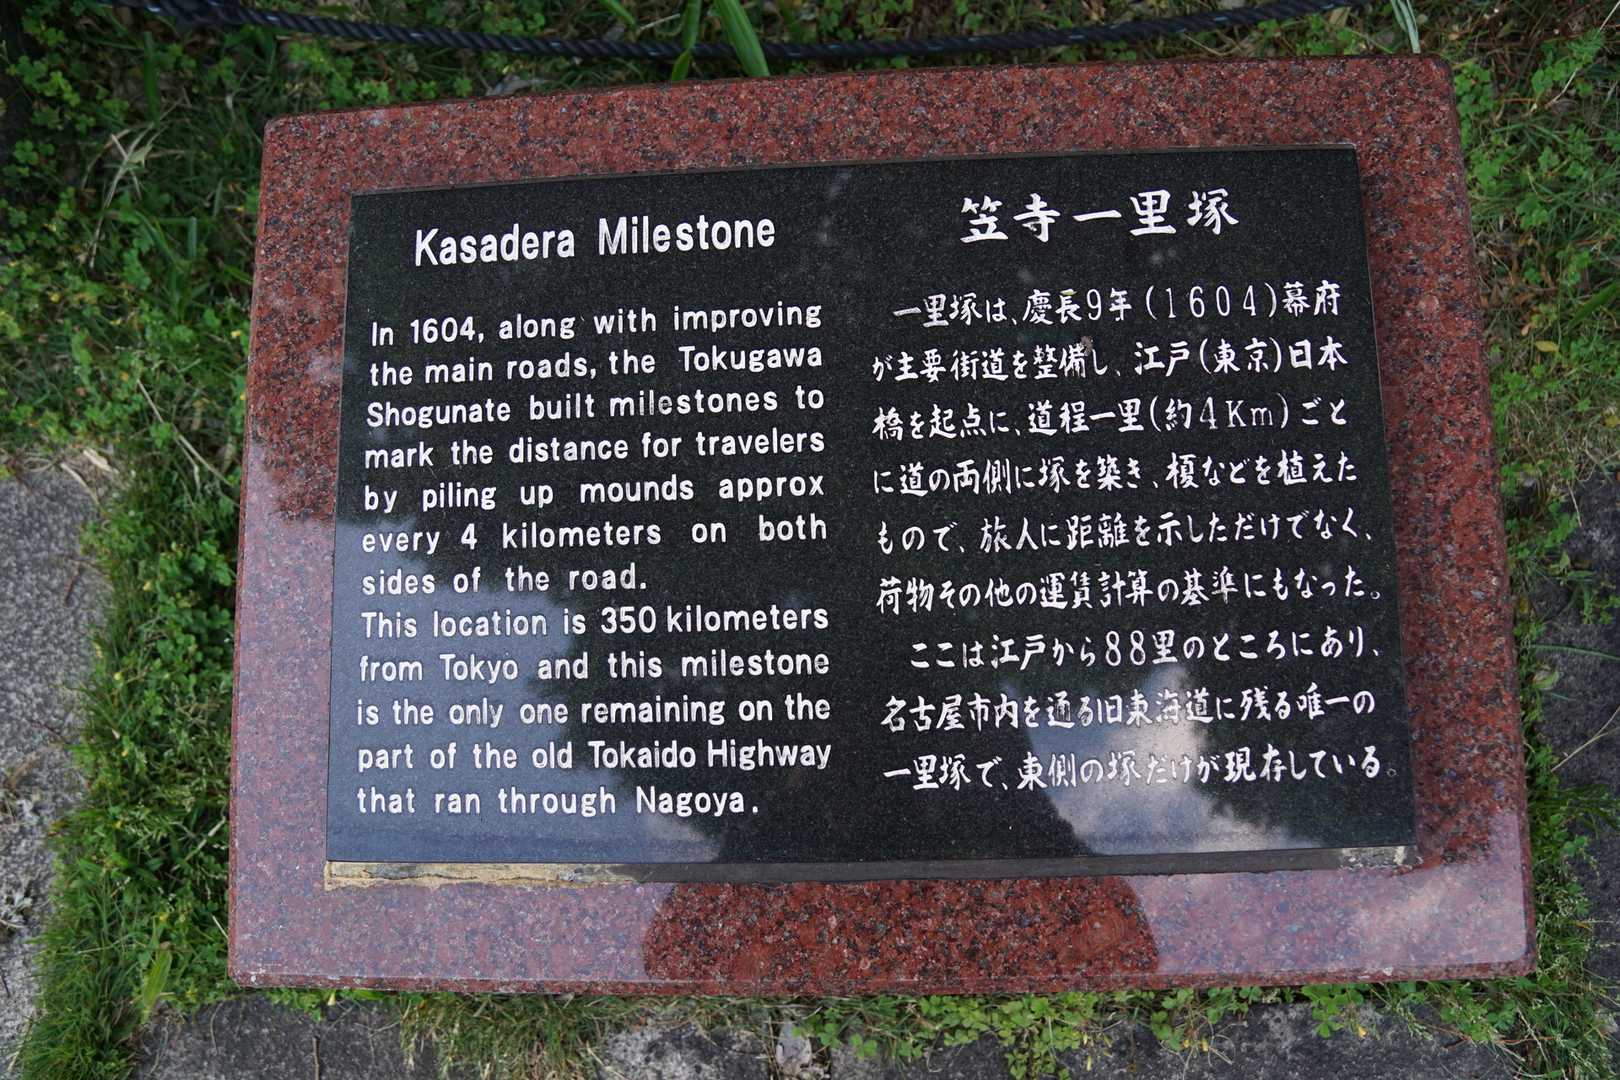 Kasadera Milestone
In 1604, along with improving
the main roads, the Tokugawa
Shogunate built milestones to
mark the distance for travelers
by piling up mounds approx
every 4 kilometers on both
sides of the road.
This location is 350 kilometers
from Tokyo and this milestone
is the only one remaining on the
part of the old Tokaido Highway
that ran through Nagoya.
笠寺一里塚
一里塚は、慶長9年(1604)幕府
が主要街道を整備し、江戸(東京)日本
橋を起点に、道程一里(約4Km)ごと
に道の両側に塚を築き、榎などを植えた
もので、旅人に距離を示しただけでなく、
荷物その他の運賃計算の基準にもなった。
ここは江戸から88里のところにあり、
名古屋市内を通る旧東海道に残る唯一の
一里塚で、東側の塚だけが現存している。